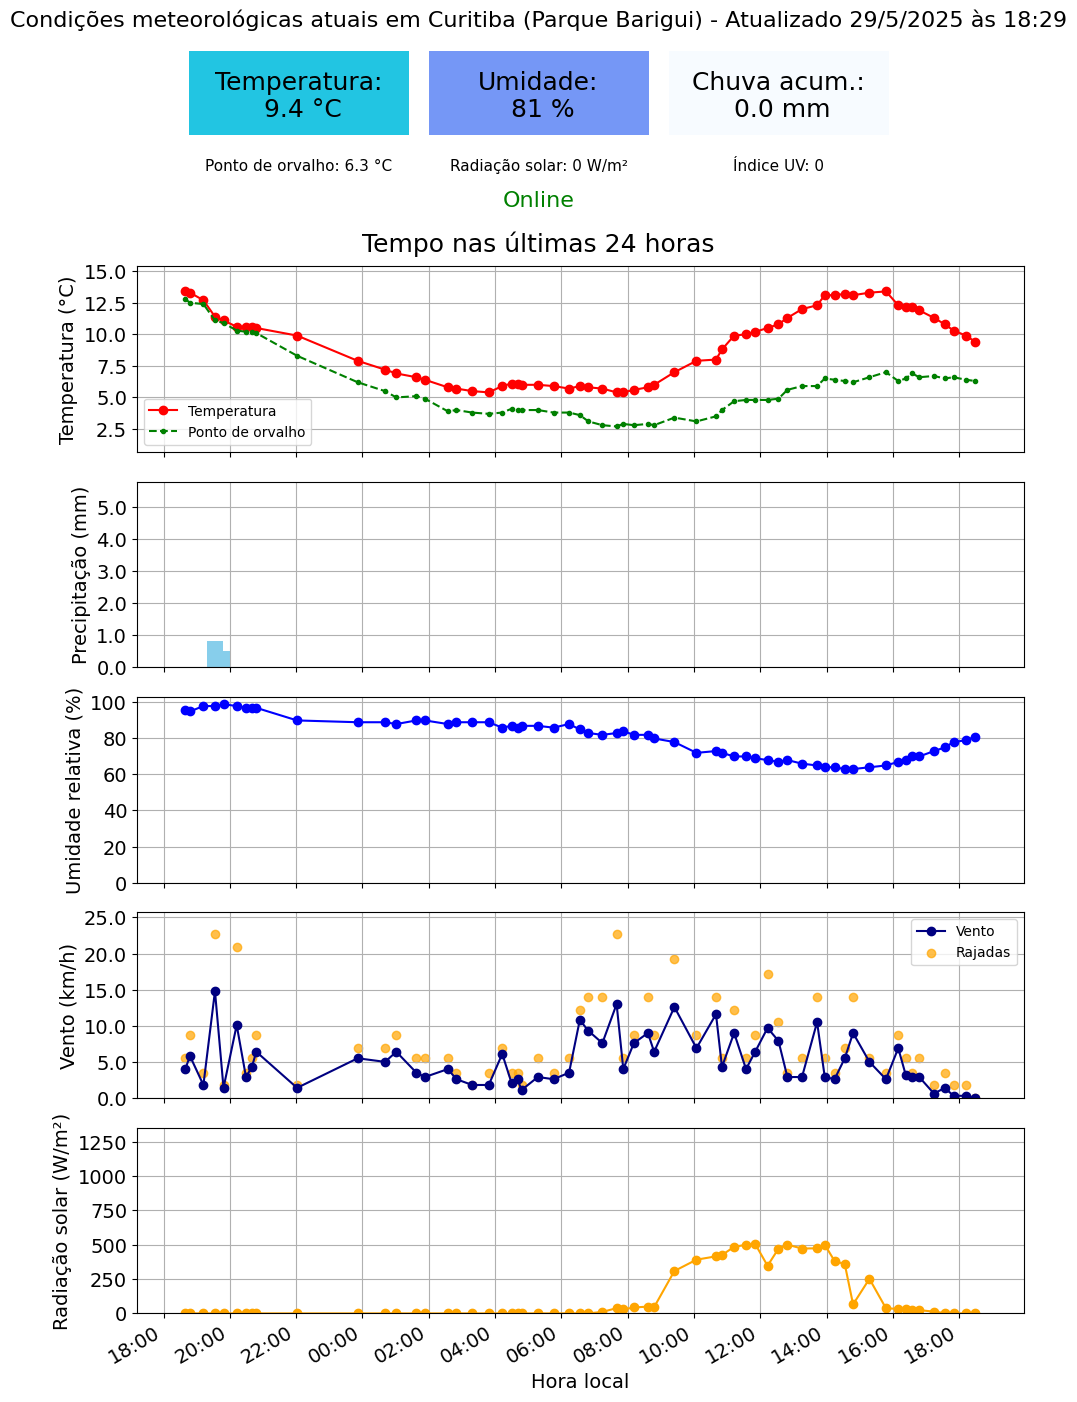 Condições meteorológicas atuais em Curitiba (Parque Barigui) - Atualizado 29/5/2025 às 18:29
Temperatura:
9.4 °C
Umidade:
81 %
Chuva acum.:
0.0 mm
Ponto de orvalho: 6.3 °C
Radiação solar: 0 W/m²
Índice UV: 0
Online
Tempo nas últimas 24 horas
Temperatura (°C)
15.0
12.5
10.0
7.5
5.0
2.5
Temperatura
Ponto de orvalho
Precipitação (mm)
5.0
4.0
3.0
2.0
1.0
0.0
Umidade relativa (%)
100
80
60
40
20
0
Vento (km/h)
25.0
20.0
15.0
10.0
5.0
0.0
Vento
Rajadas
Radiação solar (W/m²)
1250
1000
750
500
250
0
18:00
20:00
22:00
00:00
02:00
04:00
06:00
08:00
10:00
12:00
14:00
16:00
18:00
Hora local